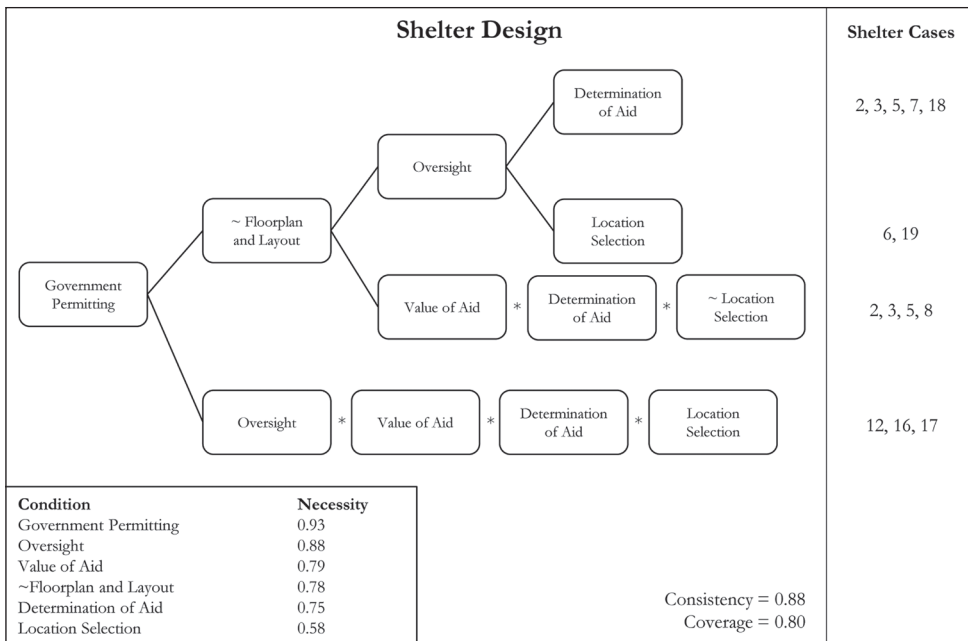 Shelter Design
Shelter Cases
Determination
of Aid
2, 3, 5, 7, 18
Oversight
~ Floorplan
and Layout
Location
Selection
6, 19
Government
Permitting
Value of Aid * Determination
of Aid * ~ Location
Selection
2, 3, 5, 8
Oversight * Value of Aid * Determination
of Aid * Location
Selection
12, 16, 17
Condition Necessity
Government Permitting 0.93
Oversight 0.88
Value of Aid 0.79
~Floorplan and Layout 0.78
Determination of Aid 0.75
Location Selection 0.58
Consistency = 0.88
Coverage = 0.80